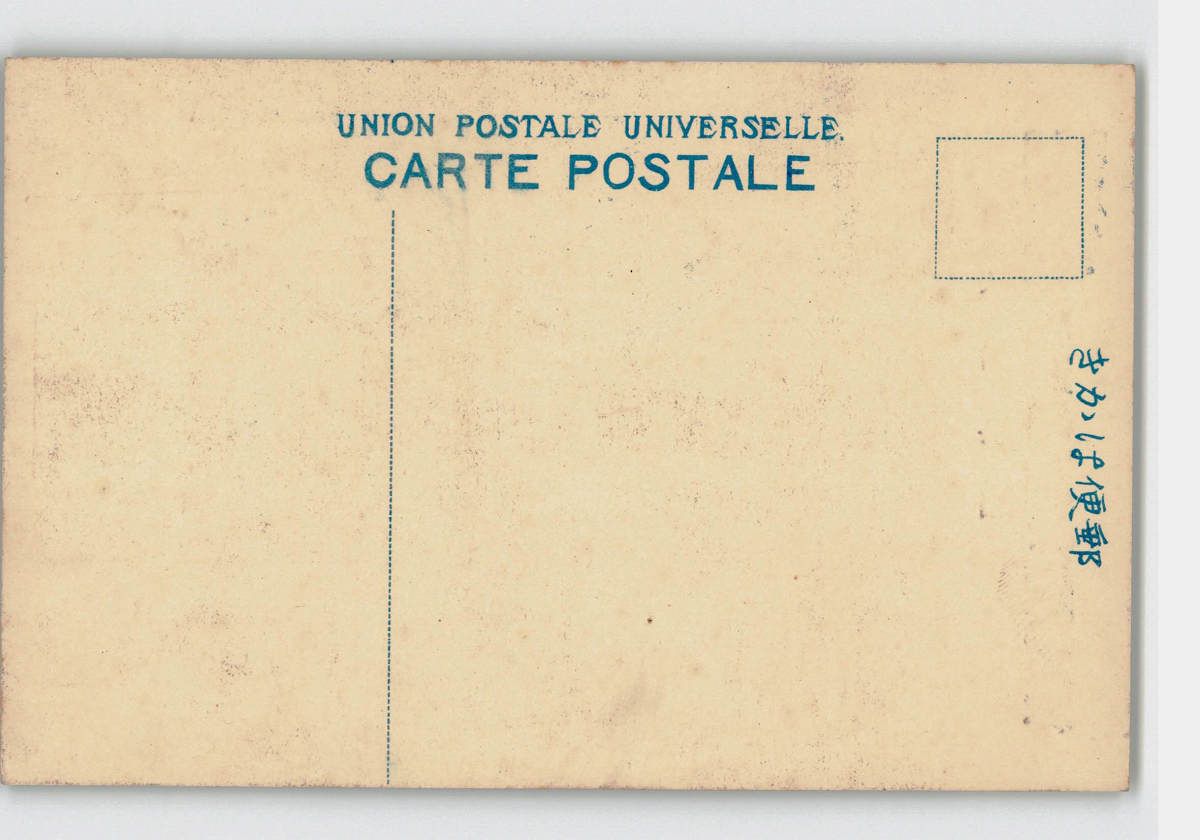 UNION POSTALE UNIVERSELLE.
CARTE POSTALE
郵便はかき